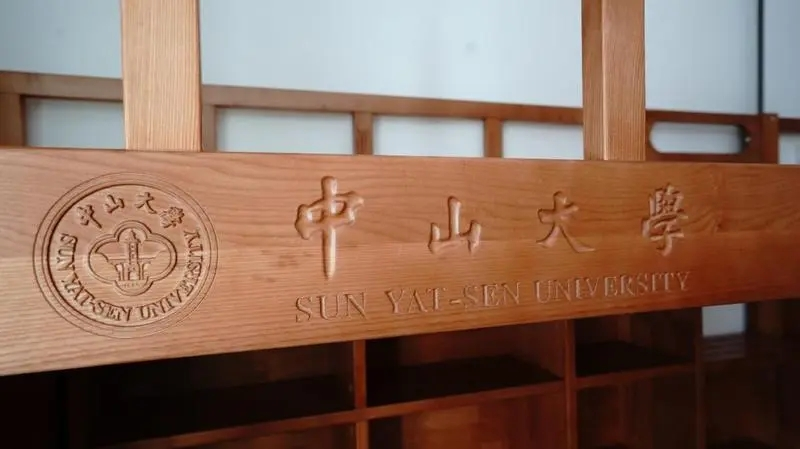 中山大學
SUN YAT-SEN UNIVERSITY
中山大學
SUN YAT-SEN UNIVERSITY